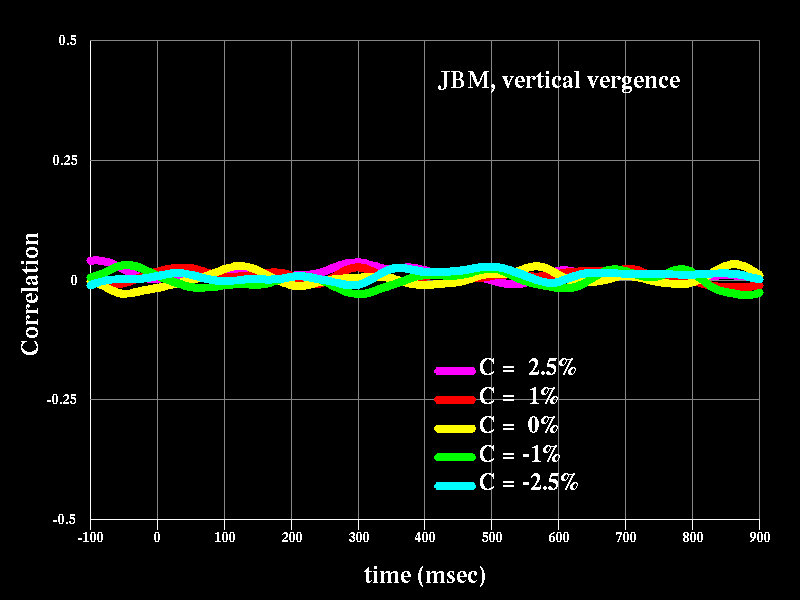 0.5
JBM, vertical vergence
0.25
0
Correlation
C = 2.5%
C = 1%
-0.25
C = 0%
C = -1%
C = -2.5%
-0.5
-100 0 100 200 300 400 500 600 700 800 900
time (msec)